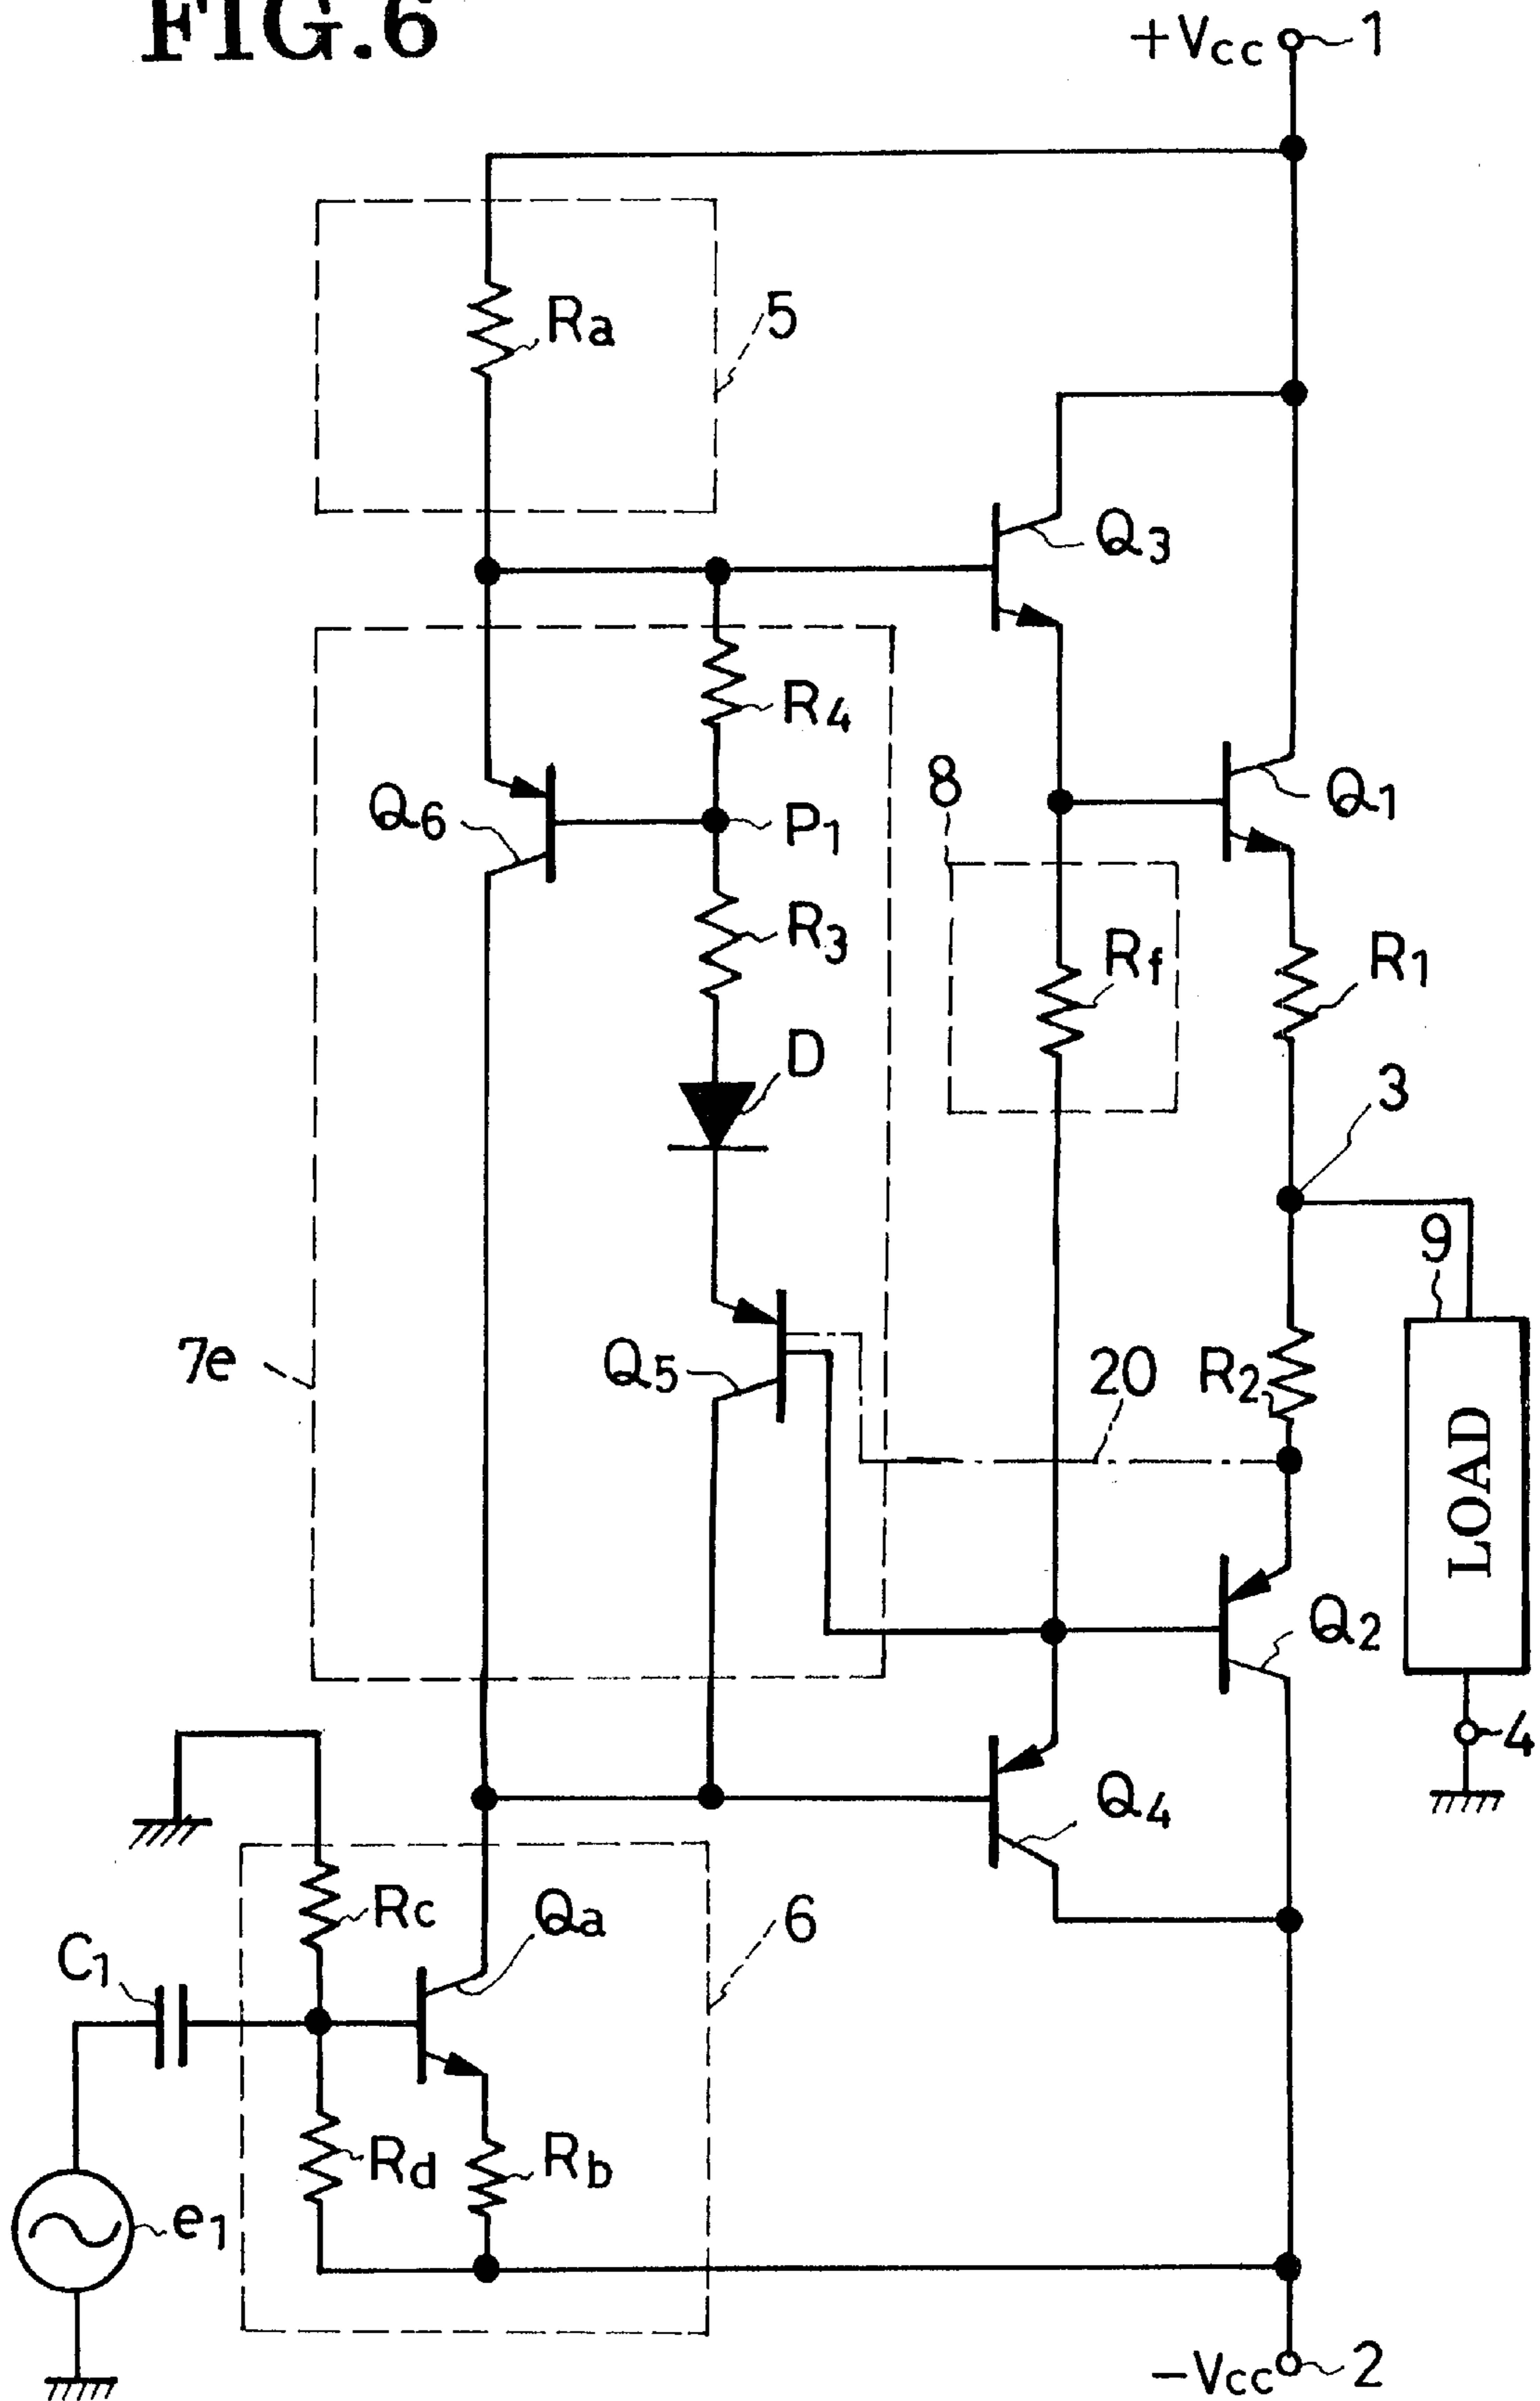 FIG.6
+Vcc 1
Ra
5
Q3
R4
8
Q1
Q6
P1
R3
Rf
R1
D
3
9
7e
Q5
20
R2
LOAD
Q2
4
Q4
Rc
Qa
6
C1
Rd
Rb
e1
-Vcc 2